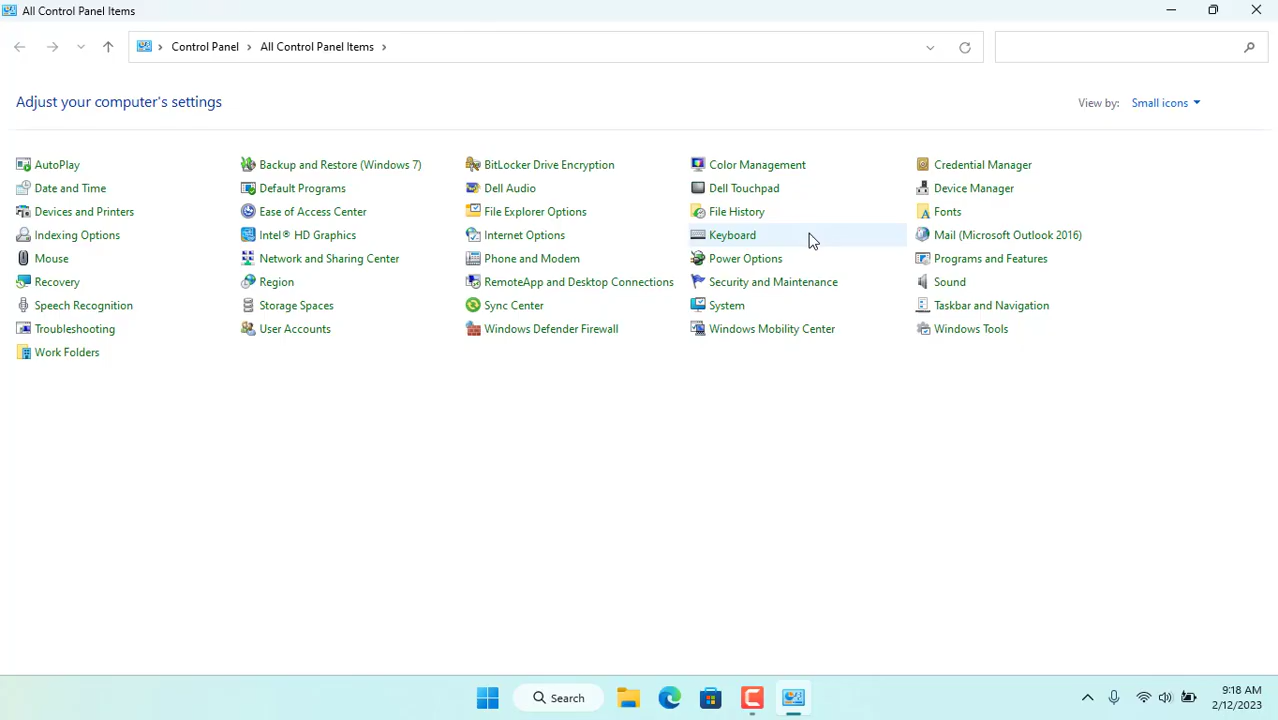 All Control Panel Items
Control Panel All Control Panel Items
Adjust your computer's settings
View by: Small icons
AutoPlay
Backup and Restore (Windows 7)
BitLocker Drive Encryption
Color Management
Credential Manager
Date and Time
Default Programs
Dell Audio
Dell Touchpad
Device Manager
Devices and Printers
Ease of Access Center
File Explorer Options
File History
Fonts
Indexing Options
Intel® HD Graphics
Internet Options
Keyboard
Mail (Microsoft Outlook 2016)
Mouse
Network and Sharing Center
Phone and Modem
Power Options
Programs and Features
Recovery
Region
RemoteApp and Desktop Connections
Security and Maintenance
Sound
Speech Recognition
Storage Spaces
Sync Center
System
Taskbar and Navigation
Troubleshooting
User Accounts
Windows Defender Firewall
Windows Mobility Center
Windows Tools
Work Folders
Search
9:18 AM
2/12/2023